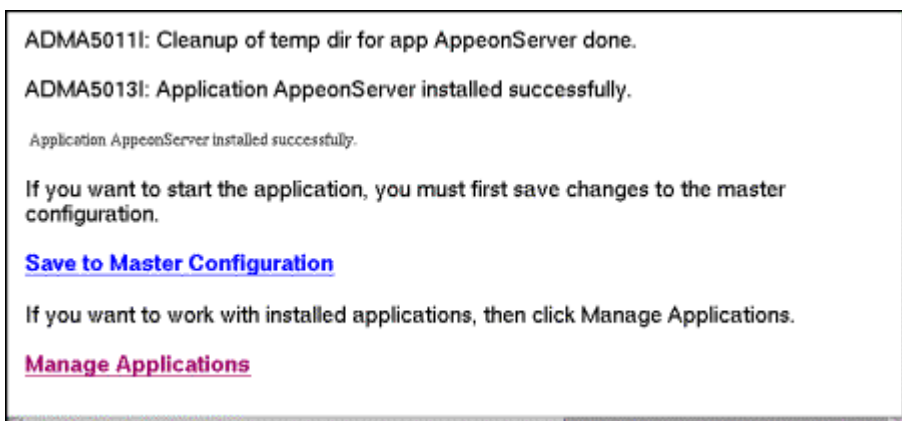 ADMA5011I: Cleanup of temp dir for app AppeonServer done.
ADMA5013I: Application AppeonServer installed successfully.
Application AppeonServer installed successfully.
If you want to start the application, you must first save changes to the master
configuration.
Save to Master Configuration
If you want to work with installed applications, then click Manage Applications.
Manage Applications